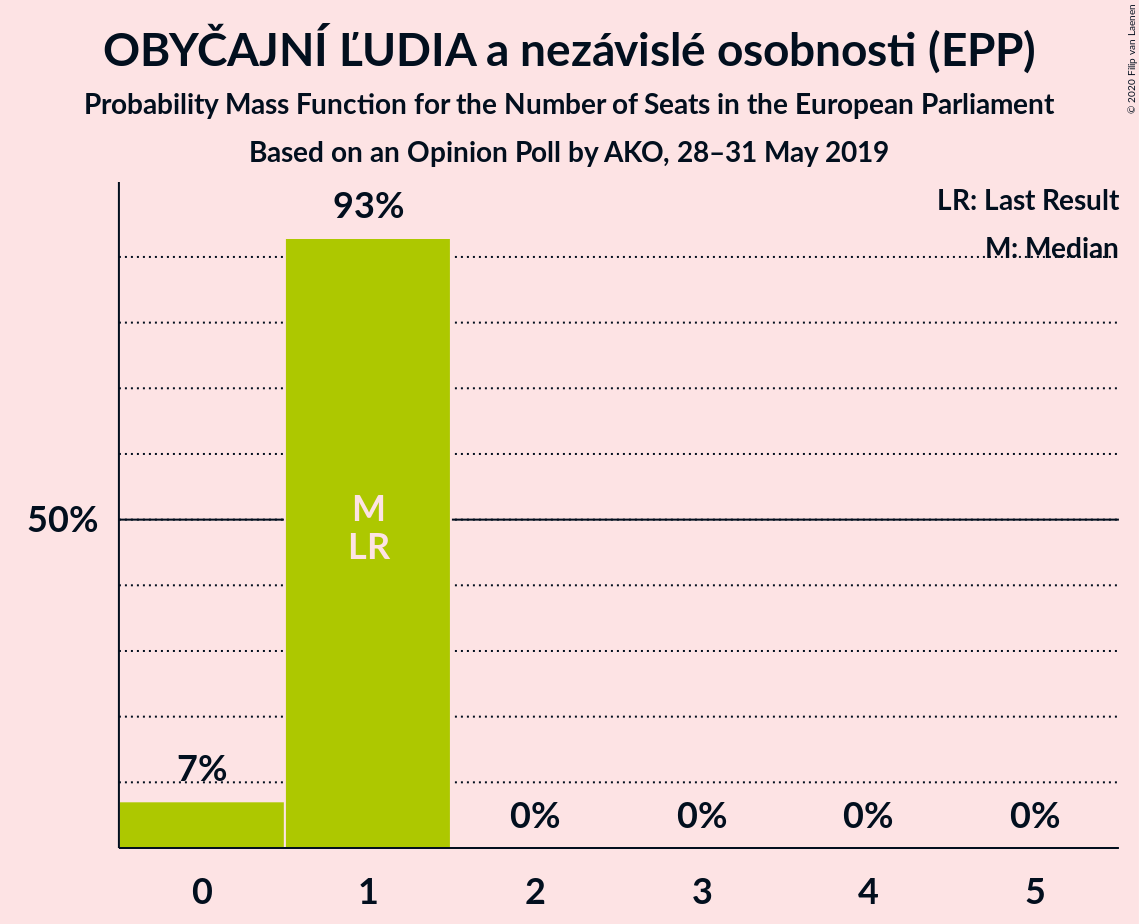 OBYČAJNÍ ĽUDIA a nezávislé osobnosti (EPP)
Probability Mass Function for the Number of Seats in the European Parliament
Based on an Opinion Poll by AKO, 28–31 May 2019
© 2020 Filip van Laenen
LR: Last Result
M: Median
93%
50%
M
LR
7%
0%
0%
0%
0%
0
1
2
3
4
5